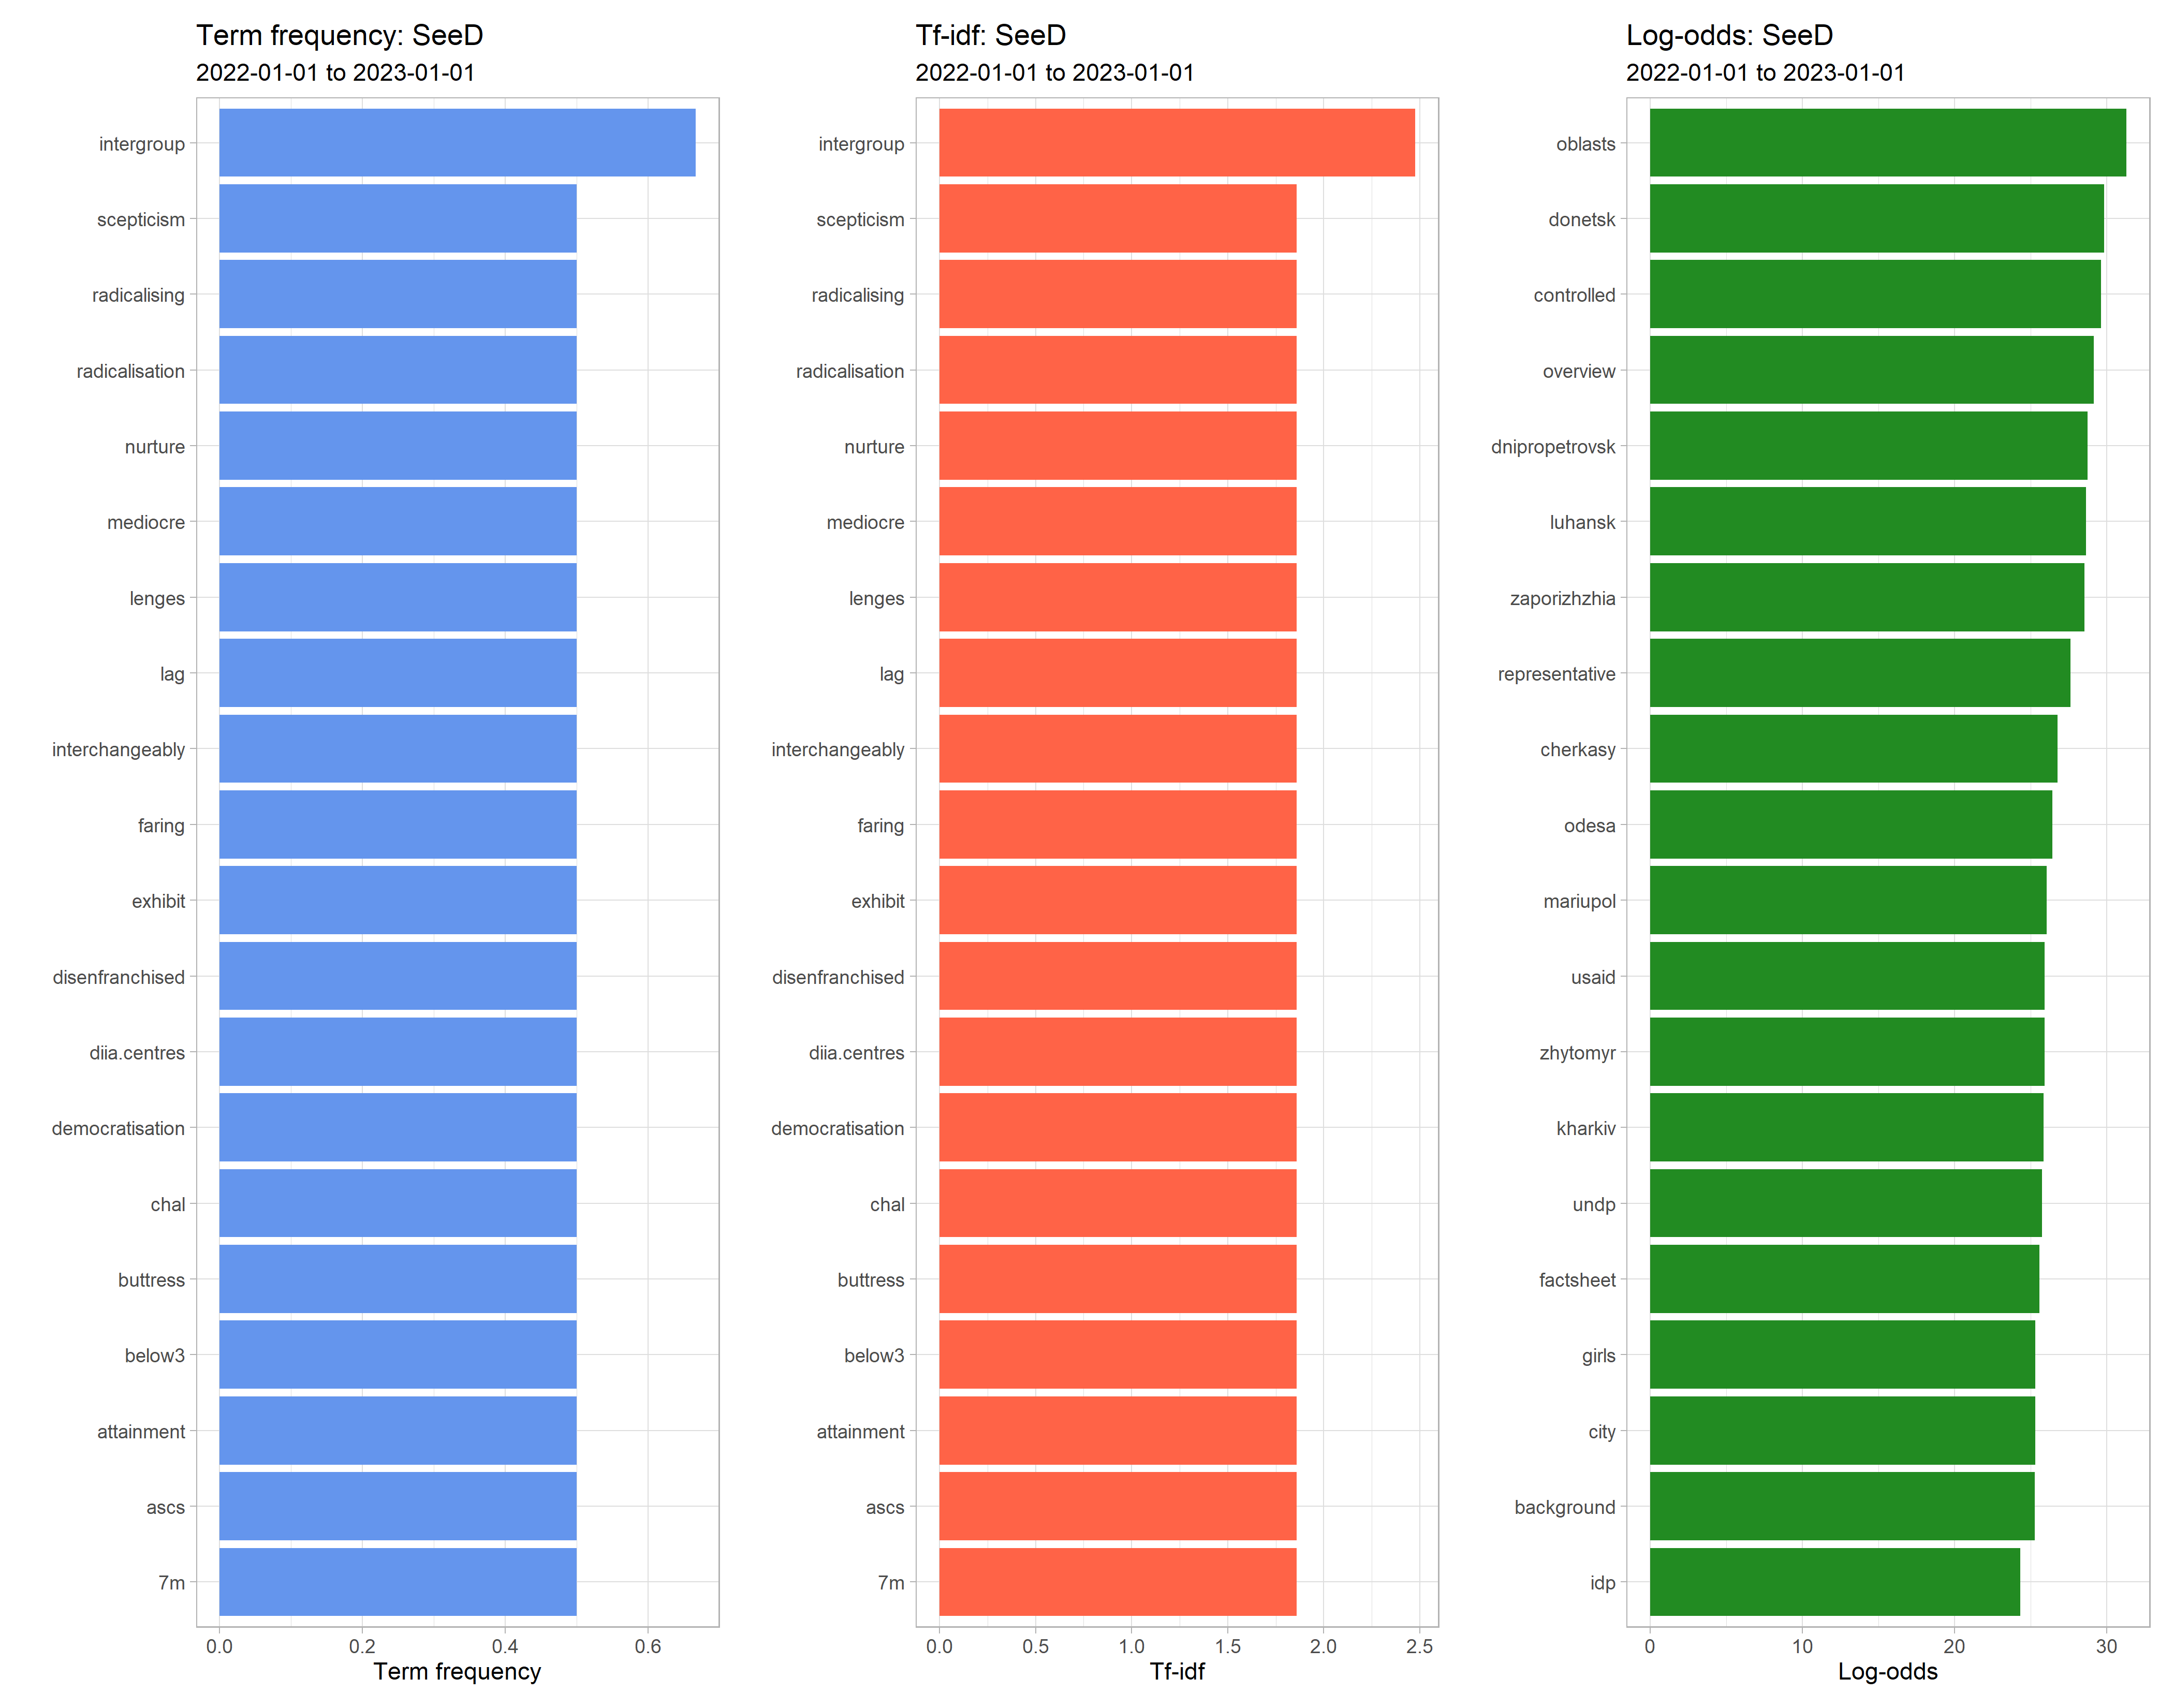 Term frequency: SeeD
2022-01-01 to 2023-01-01
intergroup
scepticism
radicalising
radicalisation
nurture
mediocre
lenges
lag
interchangeably
faring
exhibit
disenfranchised
diia.centres
democratisation
chal
buttress
below3
attainment
ascs
7m
0.0 0.2 0.4 0.6
Term frequency
Tf-idf: SeeD
2022-01-01 to 2023-01-01
intergroup
scepticism
radicalising
radicalisation
nurture
mediocre
lenges
lag
interchangeably
faring
exhibit
disenfranchised
diia.centres
democratisation
chal
buttress
below3
attainment
ascs
7m
0.0 0.5 1.0 1.5 2.0 2.5
Tf-idf
Log-odds: SeeD
2022-01-01 to 2023-01-01
oblasts
donetsk
controlled
overview
dnipropetrovsk
luhansk
zaporizhzhia
representative
cherkasy
odesa
mariupol
usaid
zhytomyr
kharkiv
undp
factsheet
girls
city
background
idp
0 10 20 30
Log-odds